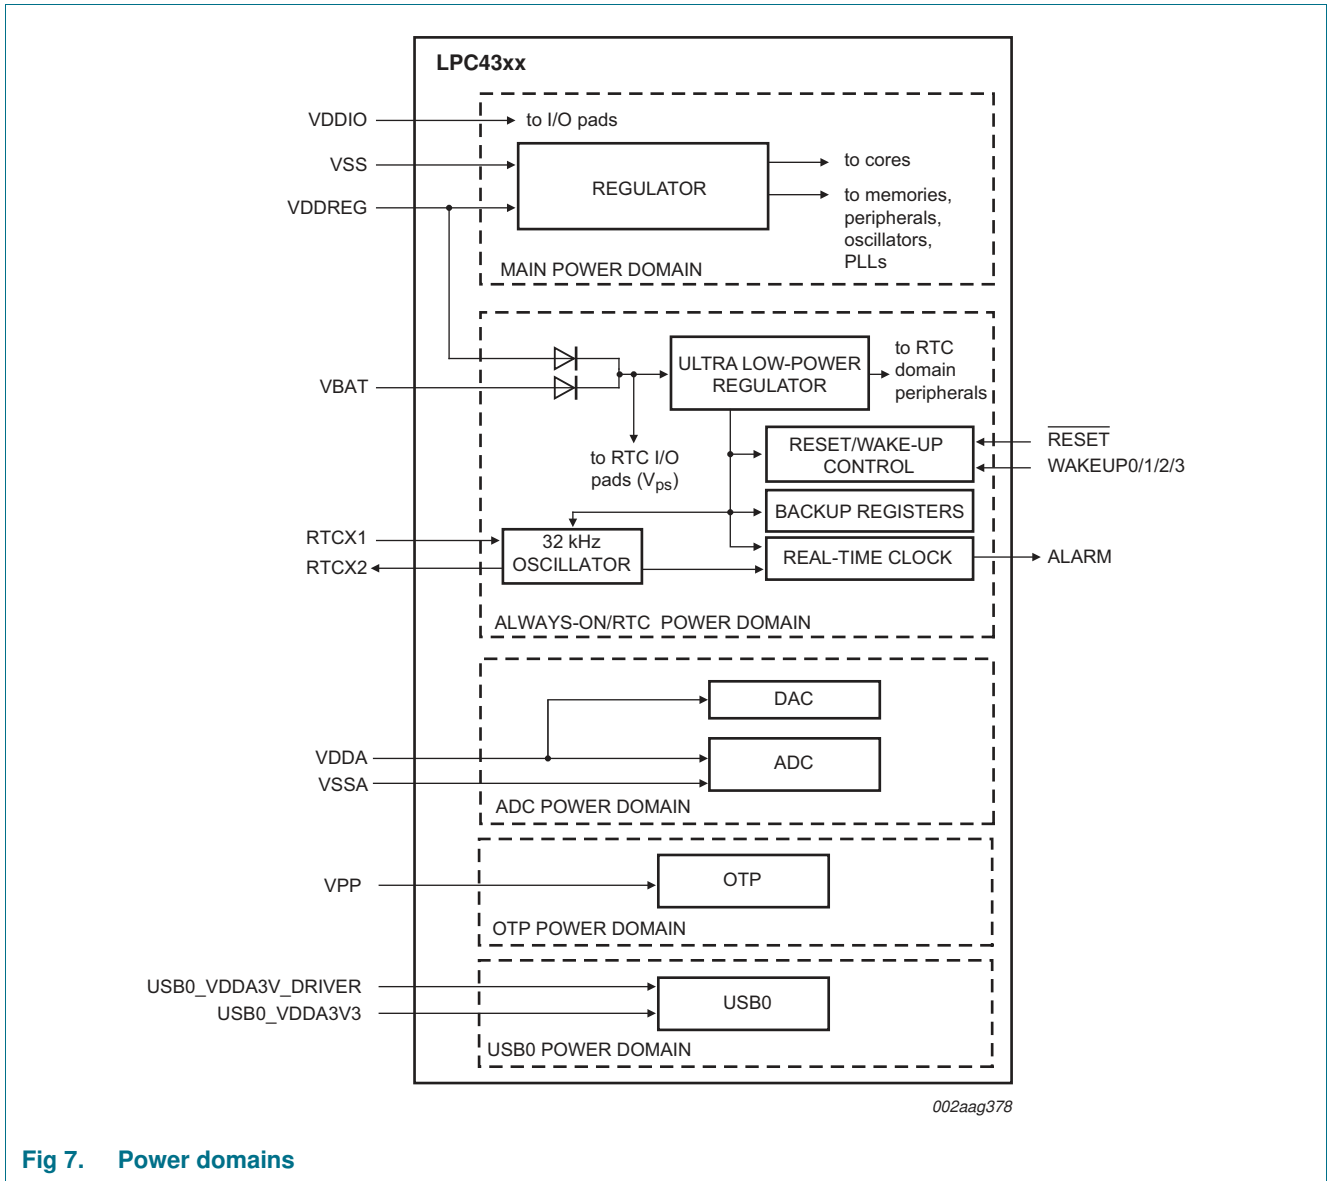 LPC43xx
VDDIO
to I/O pads
VSS
VDDREG
REGULATOR
to cores
to memories,
peripherals,
oscillators,
PLLs
MAIN POWER DOMAIN
VBAT
ULTRA LOW-POWER
REGULATOR
to RTC
domain
peripherals
to RTC I/O
pads (Vps)
RESET/WAKE-UP
CONTROL
RESET
WAKEUP0/1/2/3
BACKUP REGISTERS
RTCX1
RTCX2
32 kHz
OSCILLATOR
REAL-TIME CLOCK
ALARM
ALWAYS-ON/RTC POWER DOMAIN
DAC
VDDA
VSSA
ADC
ADC POWER DOMAIN
VPP
OTP
OTP POWER DOMAIN
USB0_VDDA3V_DRIVER
USB0_VDDA3V3
USB0
USB0 POWER DOMAIN
002aag378
Fig 7. Power domains